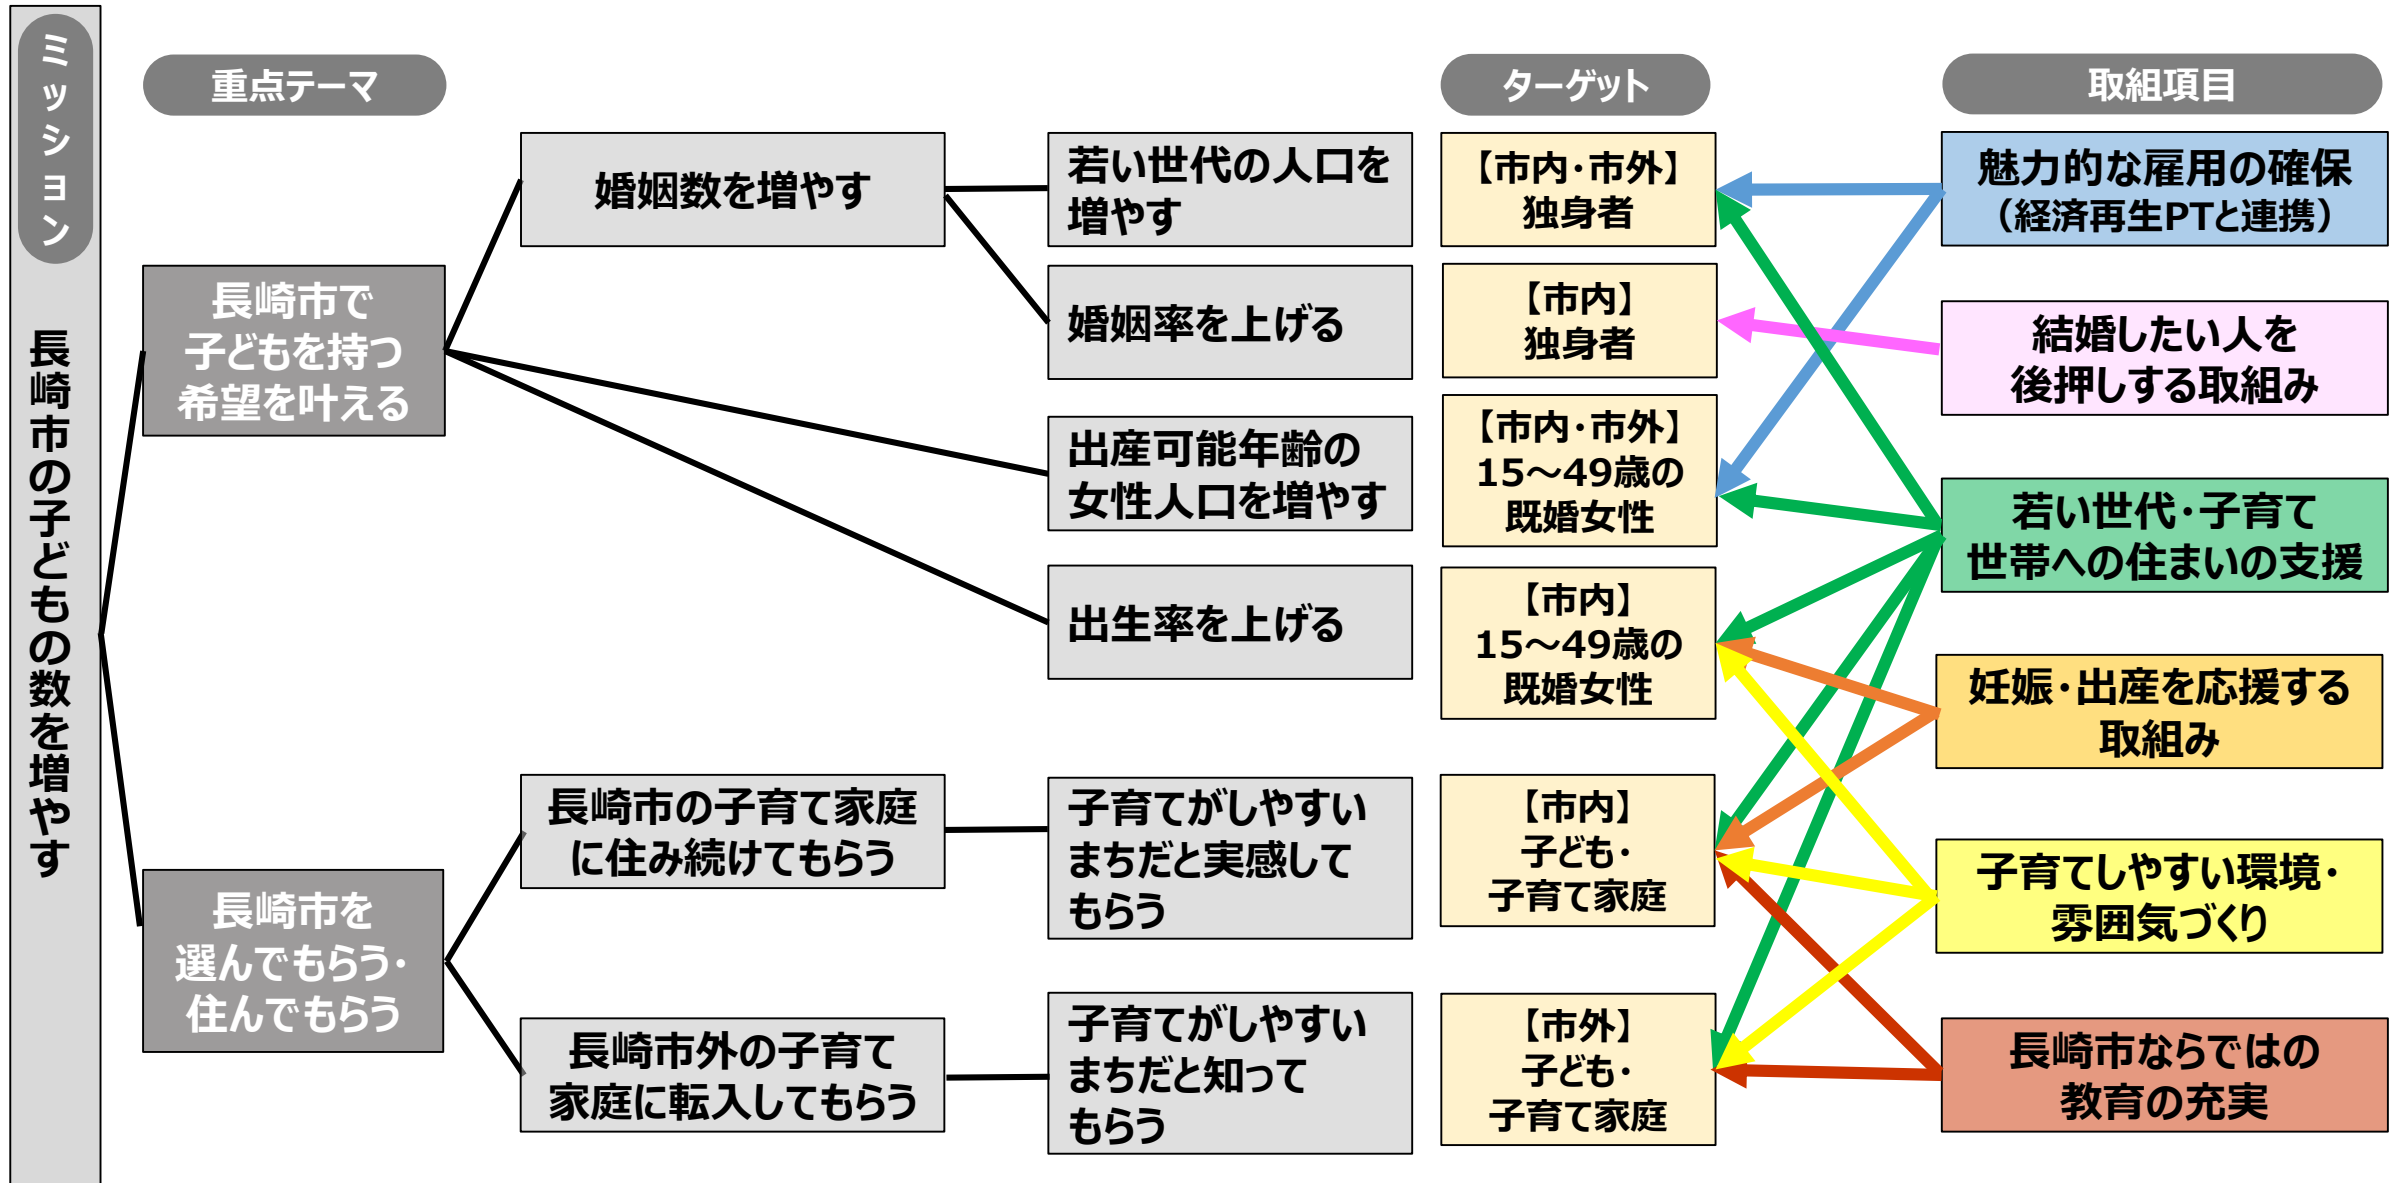 ミッション
長崎市の子どもの数を増やす
重点テーマ
ターゲット
取組項目
長崎市で
子どもを持つ
希望を叶える
長崎市を
選んでもらう・
住んでもらう
婚姻数を増やす
長崎市の子育て家庭
に住み続けてもらう
長崎市外の子育て
家庭に転入してもらう
若い世代の人口を
増やす
婚姻率を上げる
出産可能年齢の
女性人口を増やす
出生率を上げる
子育てがしやすい
まちだと実感して
もらう
子育てがしやすい
まちだと知って
もらう
【市内・市外】
独身者
【市内】
独身者
【市内・市外】
15～49歳の
既婚女性
【市内】
15～49歳の
既婚女性
【市内】
子ども・
子育て家庭
【市外】
子ども・
子育て家庭
魅力的な雇用の確保
（経済再生PTと連携）
結婚したい人を
後押しする取組み
若い世代・子育て
世帯への住まいの支援
妊娠・出産を応援する
取組み
子育てしやすい環境・
雰囲気づくり
長崎市ならではの
教育の充実